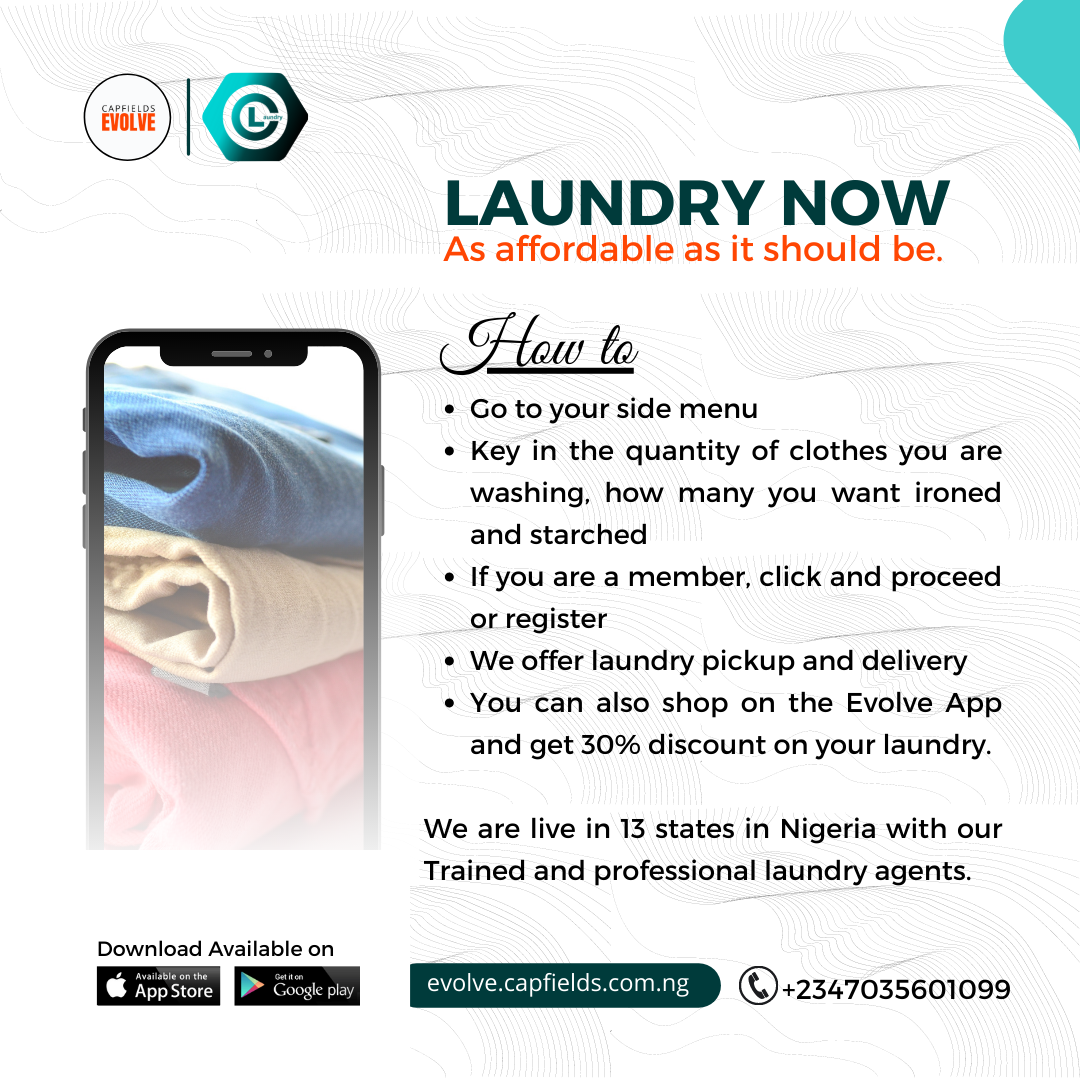 CAPFIELDS
EVOLVE
CLaundry
LAUNDRY NOW
As affordable as it should be.
How to
• Go to your side menu
• Key in the quantity of clothes you are
washing, how many you want ironed
and starched
• If you are a member, click and proceed
or register
• We offer laundry pickup and delivery
• You can also shop on the Evolve App
and get 30% discount on your laundry.
We are live in 13 states in Nigeria with our
Trained and professional laundry agents.
Download Available on
Available on the
App Store
Get it on
Google play
evolve.capfields.com.ng
+2347035601099